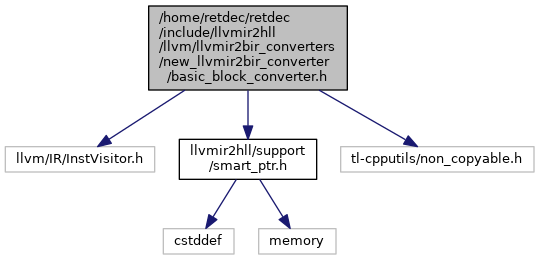 /home/retdec/retdec
/include/llvmir2hll
/llvm/llvmir2bir_converters
/new_llvmir2bir_converter
/basic_block_converter.h
llvm/IR/InstVisitor.h
llvmir2hll/support
/smart_ptr.h
tl-cpputils/non_copyable.h
cstddef
memory